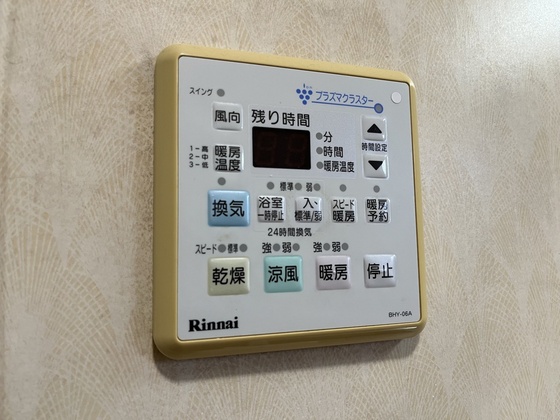 プラズマクラスター
スイング
風向
残り時間
分
時間
暖房温度
時間設定
1－高
2－中
3－低
暖房
温度
標準 弱
換気
浴室
一時停止
入・
標準/弱
スピード
暖房
暖房
予約
24時間換気
スピード 標準
強 弱
強 弱
乾燥
涼風
暖房
停止
Rinnai
BHY-06A